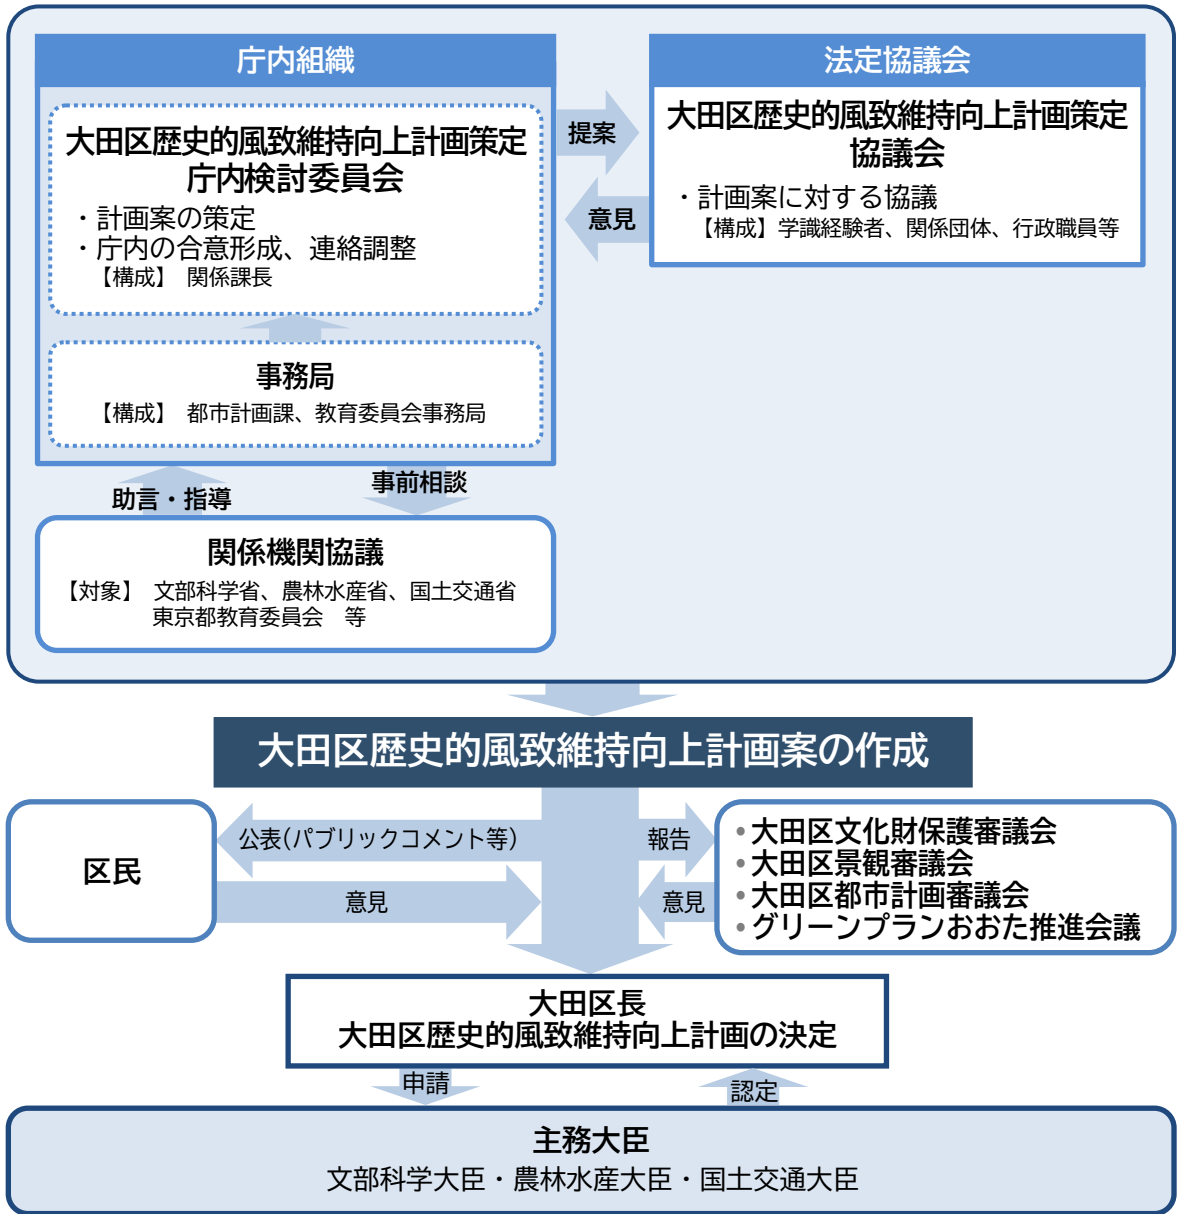 庁内組織
大田区歴史的風致維持向上計画策定
庁内検討委員会
・計画案の策定
・庁内の合意形成、連絡調整
【構成】 関係課長
事務局
【構成】 都市計画課、教育委員会事務局
提案
意見
法定協議会
大田区歴史的風致維持向上計画策定
協議会
・計画案に対する協議
【構成】学識経験者、関係団体、行政職員等
助言・指導
事前相談
関係機関協議
【対象】 文部科学省、農林水産省、国土交通省
東京都教育委員会 等
大田区歴史的風致維持向上計画案の作成
区民
公表(パブリックコメント等)
意見
報告
意見
•大田区文化財保護審議会
•大田区景観審議会
•大田区都市計画審議会
•グリーンプランおおた推進会議
大田区長
大田区歴史的風致維持向上計画の決定
申請
認定
主務大臣
文部科学大臣・農林水産大臣・国土交通大臣